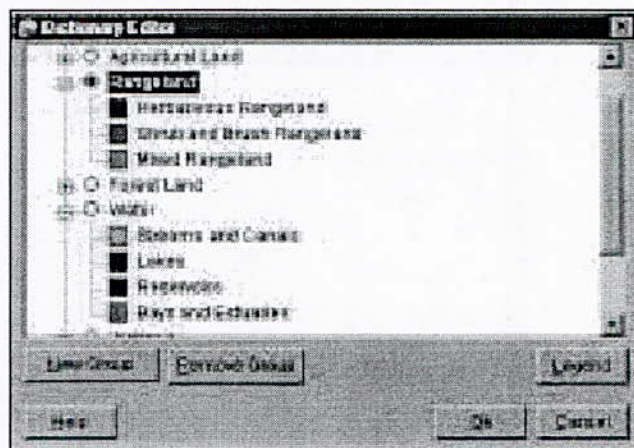 Dictionary Editor
Agricultural Land
Rangeland
Herbaceous Rangeland
Shrub and Brush Rangeland
Mixed Rangeland
Forest Land
Water
Streams and Canals
Lakes
Reservoirs
Bays and Estuaries
New Group
Remove Group
Legend
Help
Ok
Cancel